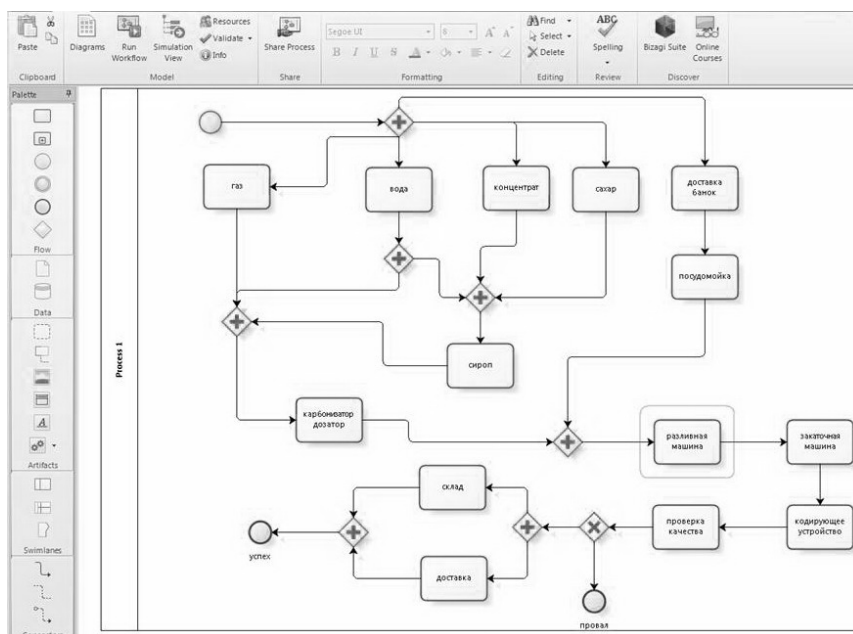 Paste
Diagrams
Run
Workflow
Simulation
View
Resources
Validate
Info
Share Process
Segoe UI
8
A
A
B
I
U
S
A
Find
Select
Delete
ABC
Spelling
Bizagi Suite
Online
Courses
Clipboard
Model
Share
Formatting
Editing
Review
Discover
Palette
Flow
Data
A
Artifacts
Swimlanes
Process 1
газ
вода
концентрат
сахар
доставка
банок
посудомойка
сироп
карбонизатор
дозатор
разливная
машина
закаточная
машина
склад
проверка
качества
кодирующее
устройство
успех
доставка
провал